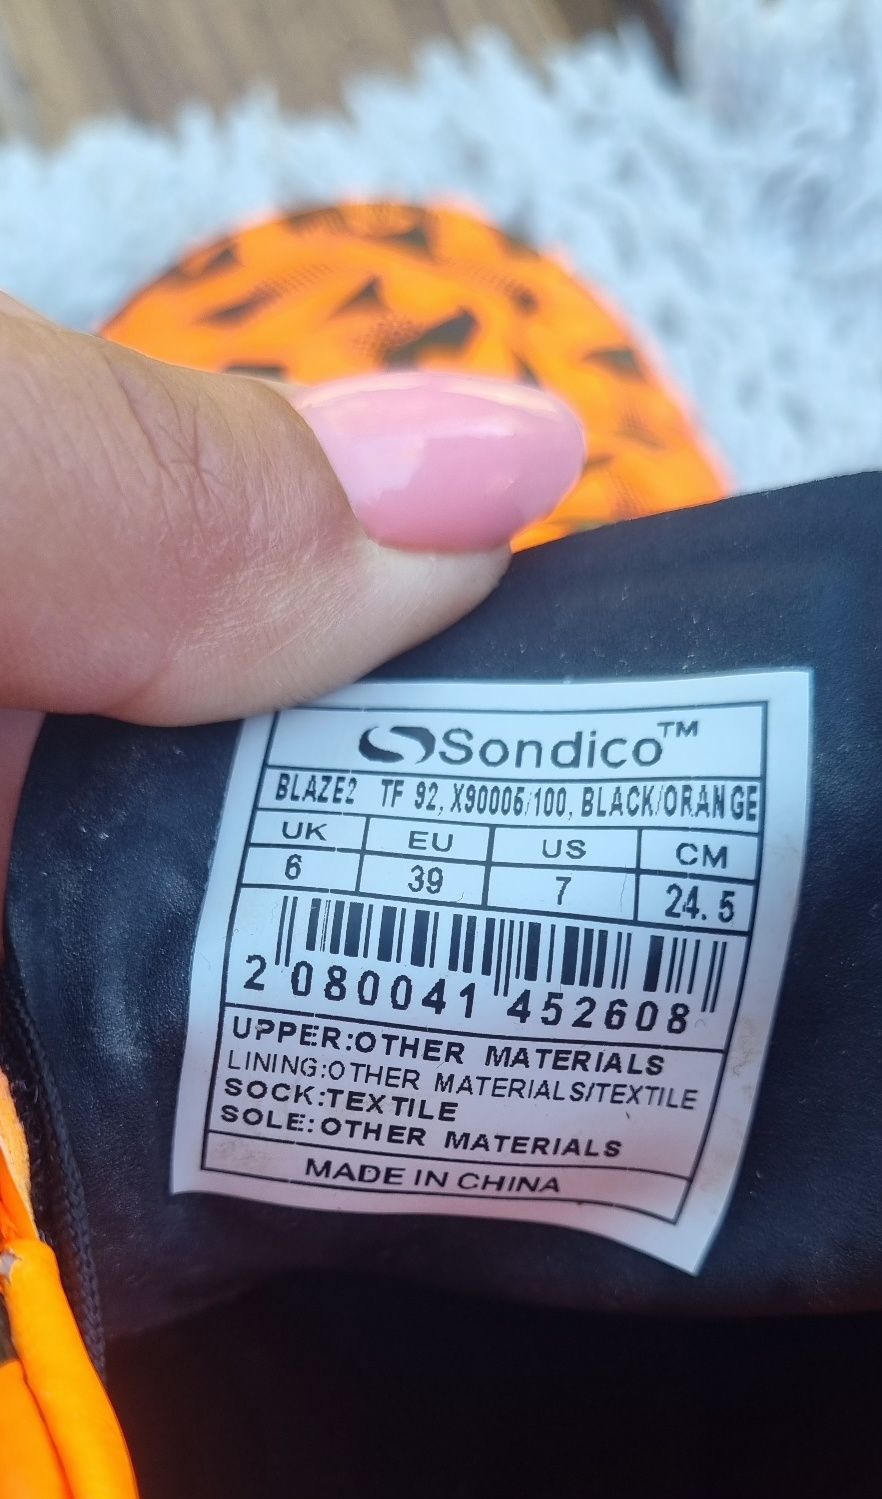 Sondico™
BLAZE2 TF 92, X90005/100, BLACK/ORANGE
UK EU US CM
6 39 7 24.5
2 080041 452608
UPPER:OTHER MATERIALS
LINING:OTHER MATERIALS/TEXTILE
SOCK:TEXTILE
SOLE:OTHER MATERIALS
MADE IN CHINA